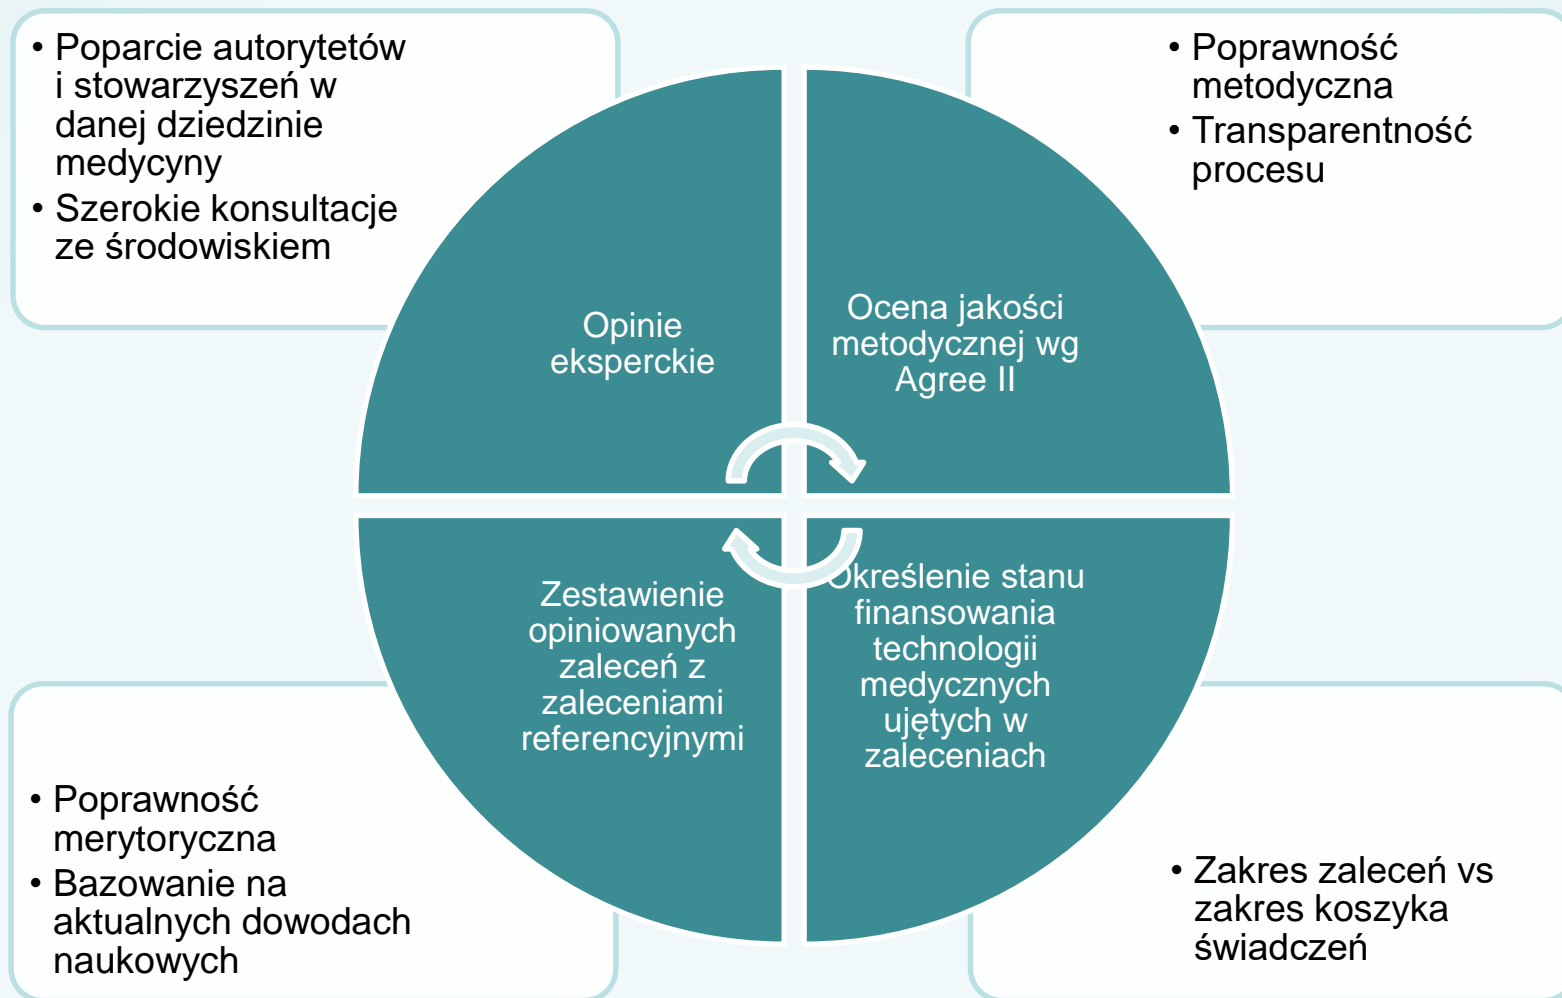 • Poparcie autorytetów
i stowarzyszeń w
danej dziedzinie
medycyny
• Szerokie konsultacje
ze środowiskiem
• Poprawność
metodyczna
• Transparentność
procesu
Opinie
eksperckie
Ocena jakości
metodycznej wg
Agree II
Zestawienie
opiniowanych
zaleceń z
zaleceniami
referencyjnymi
Określenie stanu
finansowania
technologii
medycznych
ujętych w
zaleceniach
• Poprawność
merytoryczna
• Bazowanie na
aktualnych dowodach
naukowych
• Zakres zaleceń vs
zakres koszyka
świadczeń